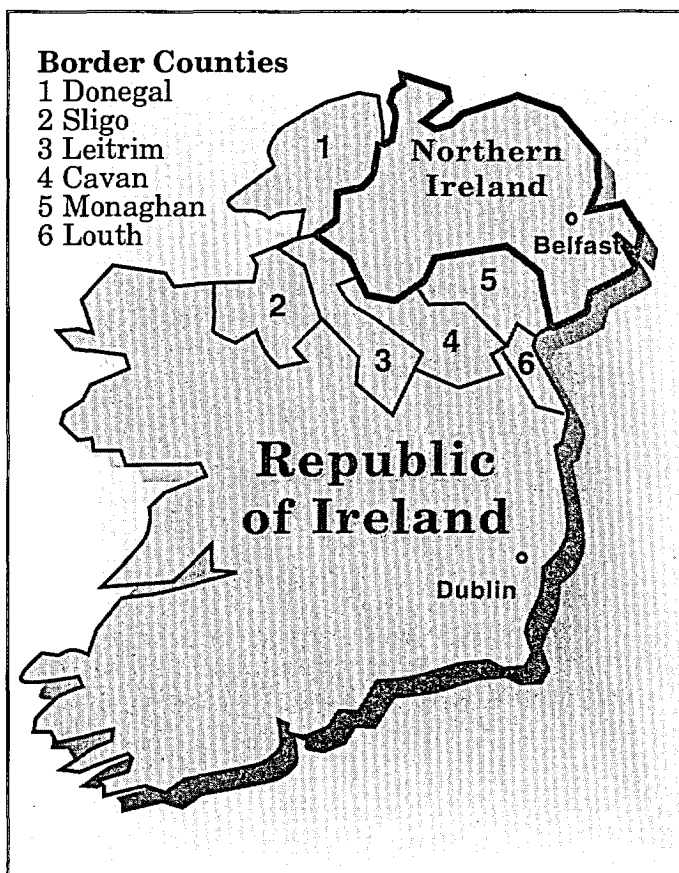 Border Counties
1 Donegal
2 Sligo
3 Leitrim
4 Cavan
5 Monaghan
6 Louth
1
Northern
Ireland
Belfast
5
2
4
3
6
Republic
of Ireland
Dublin